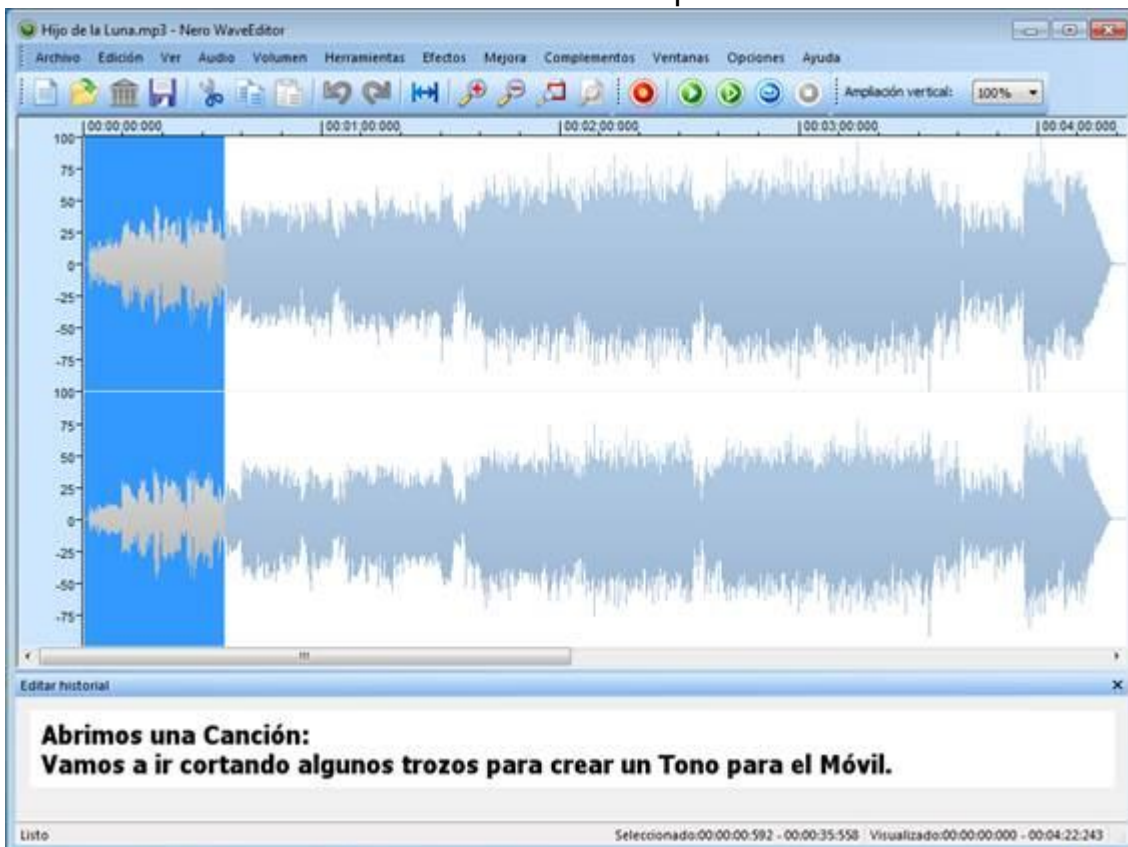 Hijo de la Luna.mp3 - Nero WaveEditor
Archivo Edición Ver Audio Volumen Herramientas Efectos Mejora Complementos Ventanas Opciones Ayuda
Ampliación vertical: 100%
00:00:00:000 00:01:00:000 00:02:00:000 00:03:00:000 00:04:00:000
100
75
50
25
0
-25
-50
-75
100
75
50
25
0
-25
-50
-75
Editar historial
Abrimos una Canción:
Vamos a ir cortando algunos trozos para crear un Tono para el Móvil.
Listo Seleccionado:00:00:00:592 - 00:00:35:558 Visualizado:00:00:00:000 - 00:04:22:243